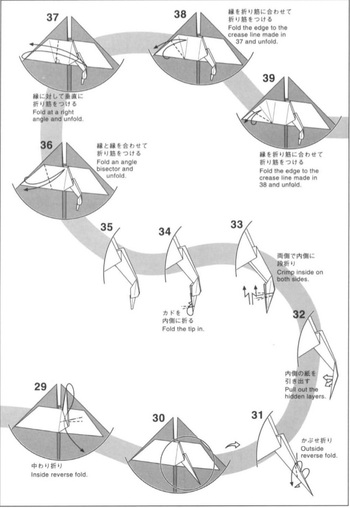 37
縁に対して垂直に
折り筋をつける
Fold at a right
angle and unfold.
38
縁を折り筋に合わせて
折り筋をつける
Fold the edge to the
crease line made in
37 and unfold.
39
縁を折り筋に合わせて
折り筋をつける
Fold the edge to the
crease line made in
38 and unfold.
36
縁と縁を合わせて
折り筋をつける
Fold an angle
bisector and
unfold.
35
34
カドを
内側に折る
Fold the tip in.
33
両側で内側に
段折り
Crimp inside on
both sides.
32
内側の紙を
引き出す
Pull out the
hidden layers.
29
中わり折り
Inside reverse fold.
30
31
かぶせ折り
Outside
reverse fold.